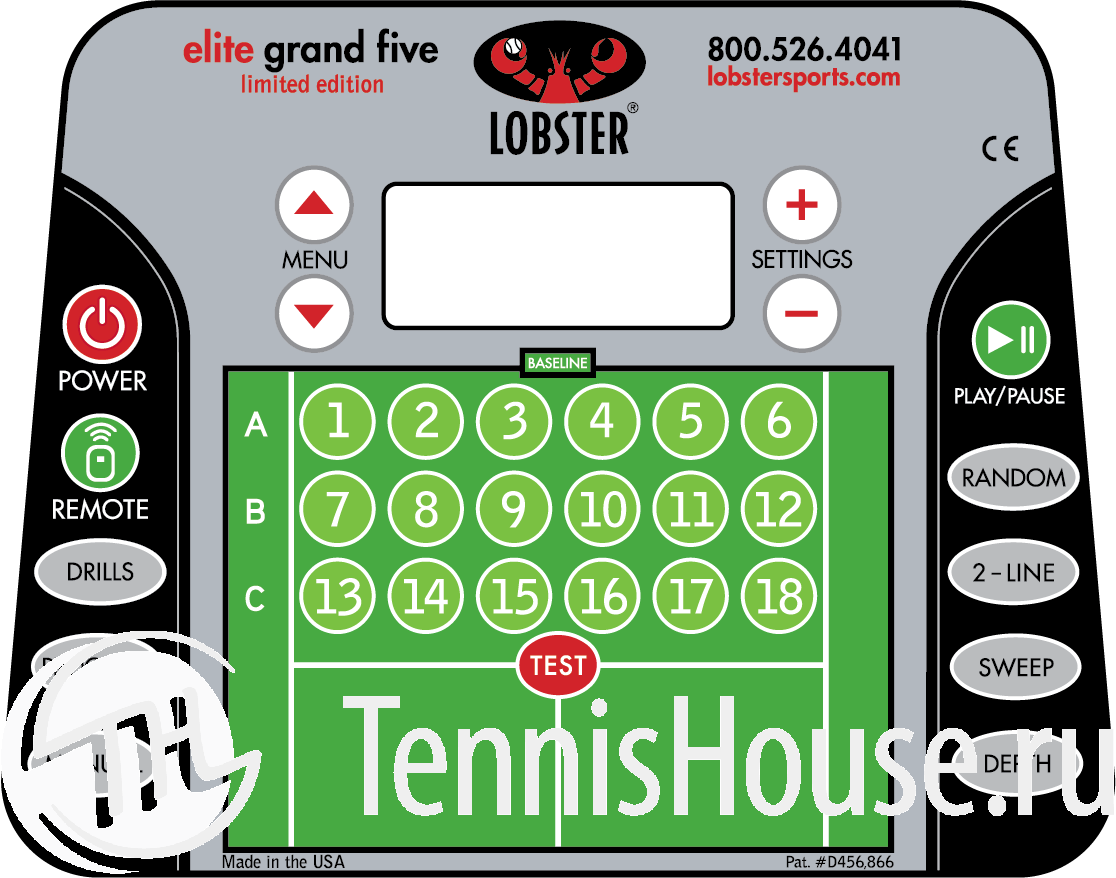 elite grand five
limited edition
LOBSTER®
800.526.4041
lobstersports.com
CE
MENU
SETTINGS
POWER
REMOTE
DRILLS
PLAY/PAUSE
RANDOM
2-LINE
SWEEP
DEPTH
BASELINE
A 1 2 3 4 5 6
B 7 8 9 10 11 12
C 13 14 15 16 17 18
TEST
TennisHouse.ru
Made in the USA
Pat. #D456,866